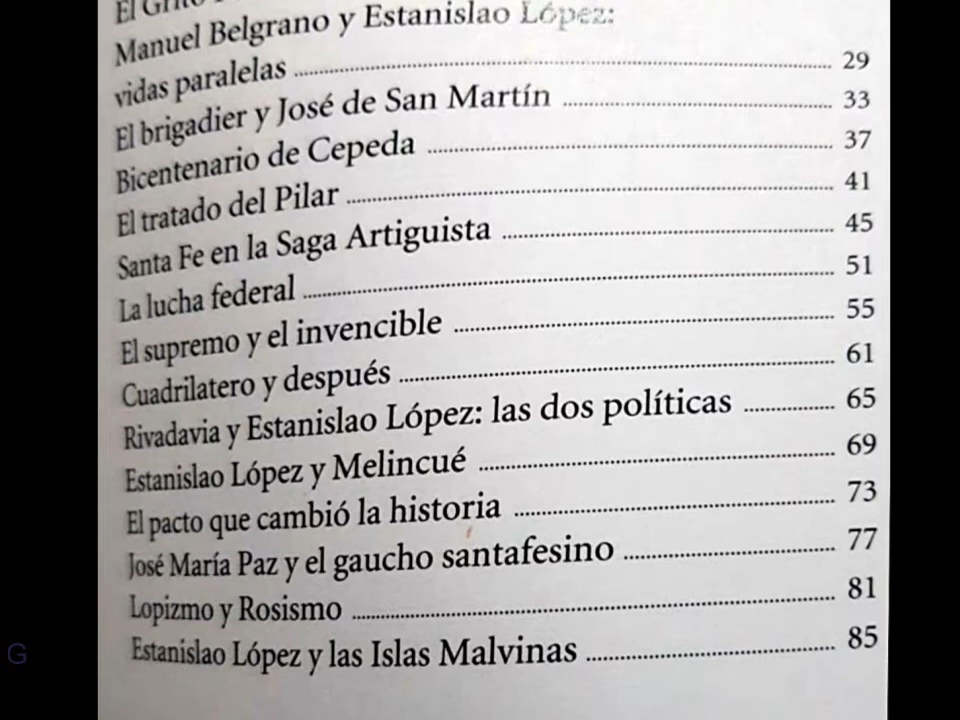 El Grito
Manuel Belgrano y Estanislao López:
vidas paralelas ........ 29
El brigadier y José de San Martín ........ 33
Bicentenario de Cepeda ........ 37
El tratado del Pilar ........ 41
Santa Fe en la Saga Artiguista ........ 45
La lucha federal ........ 51
El supremo y el invencible ........ 55
Cuadrilatero y después ........ 61
Rivadavia y Estanislao López: las dos políticas ........ 65
Estanislao López y Melincué ........ 69
El pacto que cambió la historia ........ 73
José María Paz y el gaucho santafesino ........ 77
Lopizmo y Rosismo ........ 81
Estanislao López y las Islas Malvinas ........ 85
G